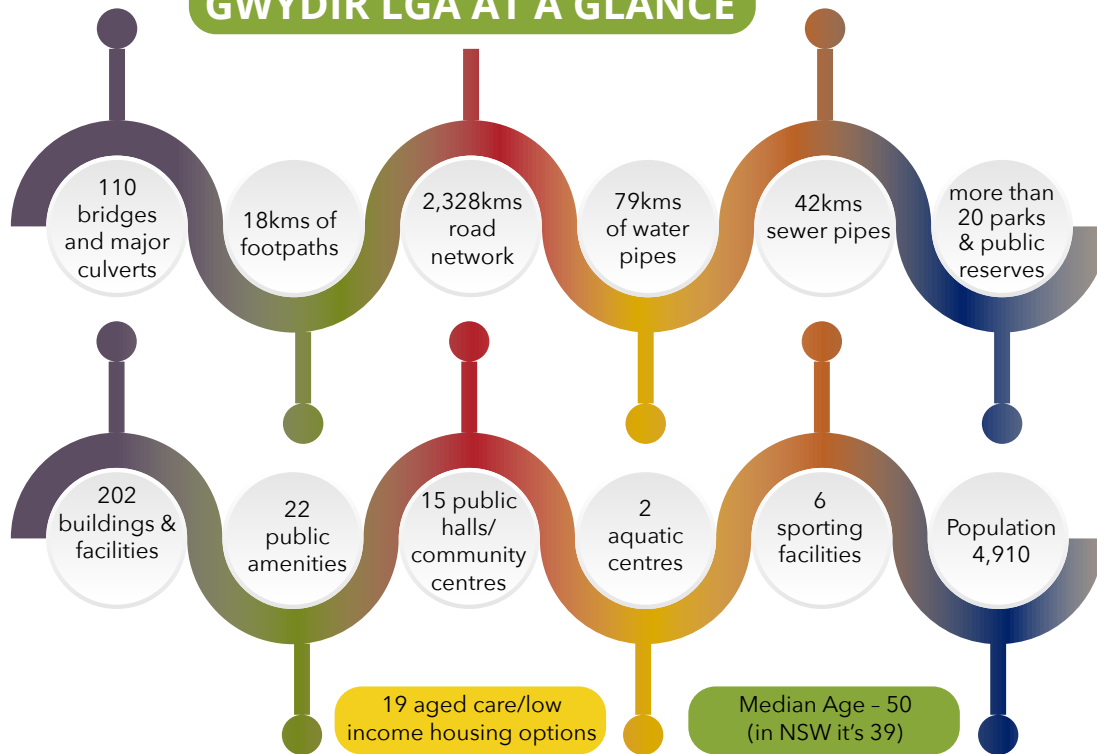 GWYDIR LGA AT A GLANCE
110
bridges
and major
culverts
18kms of
footpaths
2,328kms
road
network
79kms
of water
pipes
42kms
sewer pipes
more than
20 parks
& public
reserves
202
buildings &
facilities
22
public
amenities
15 public
halls/
community
centres
2
aquatic
centres
6
sporting
facilities
Population
4,910
19 aged care/low
income housing options
Median Age – 50
(in NSW it's 39)